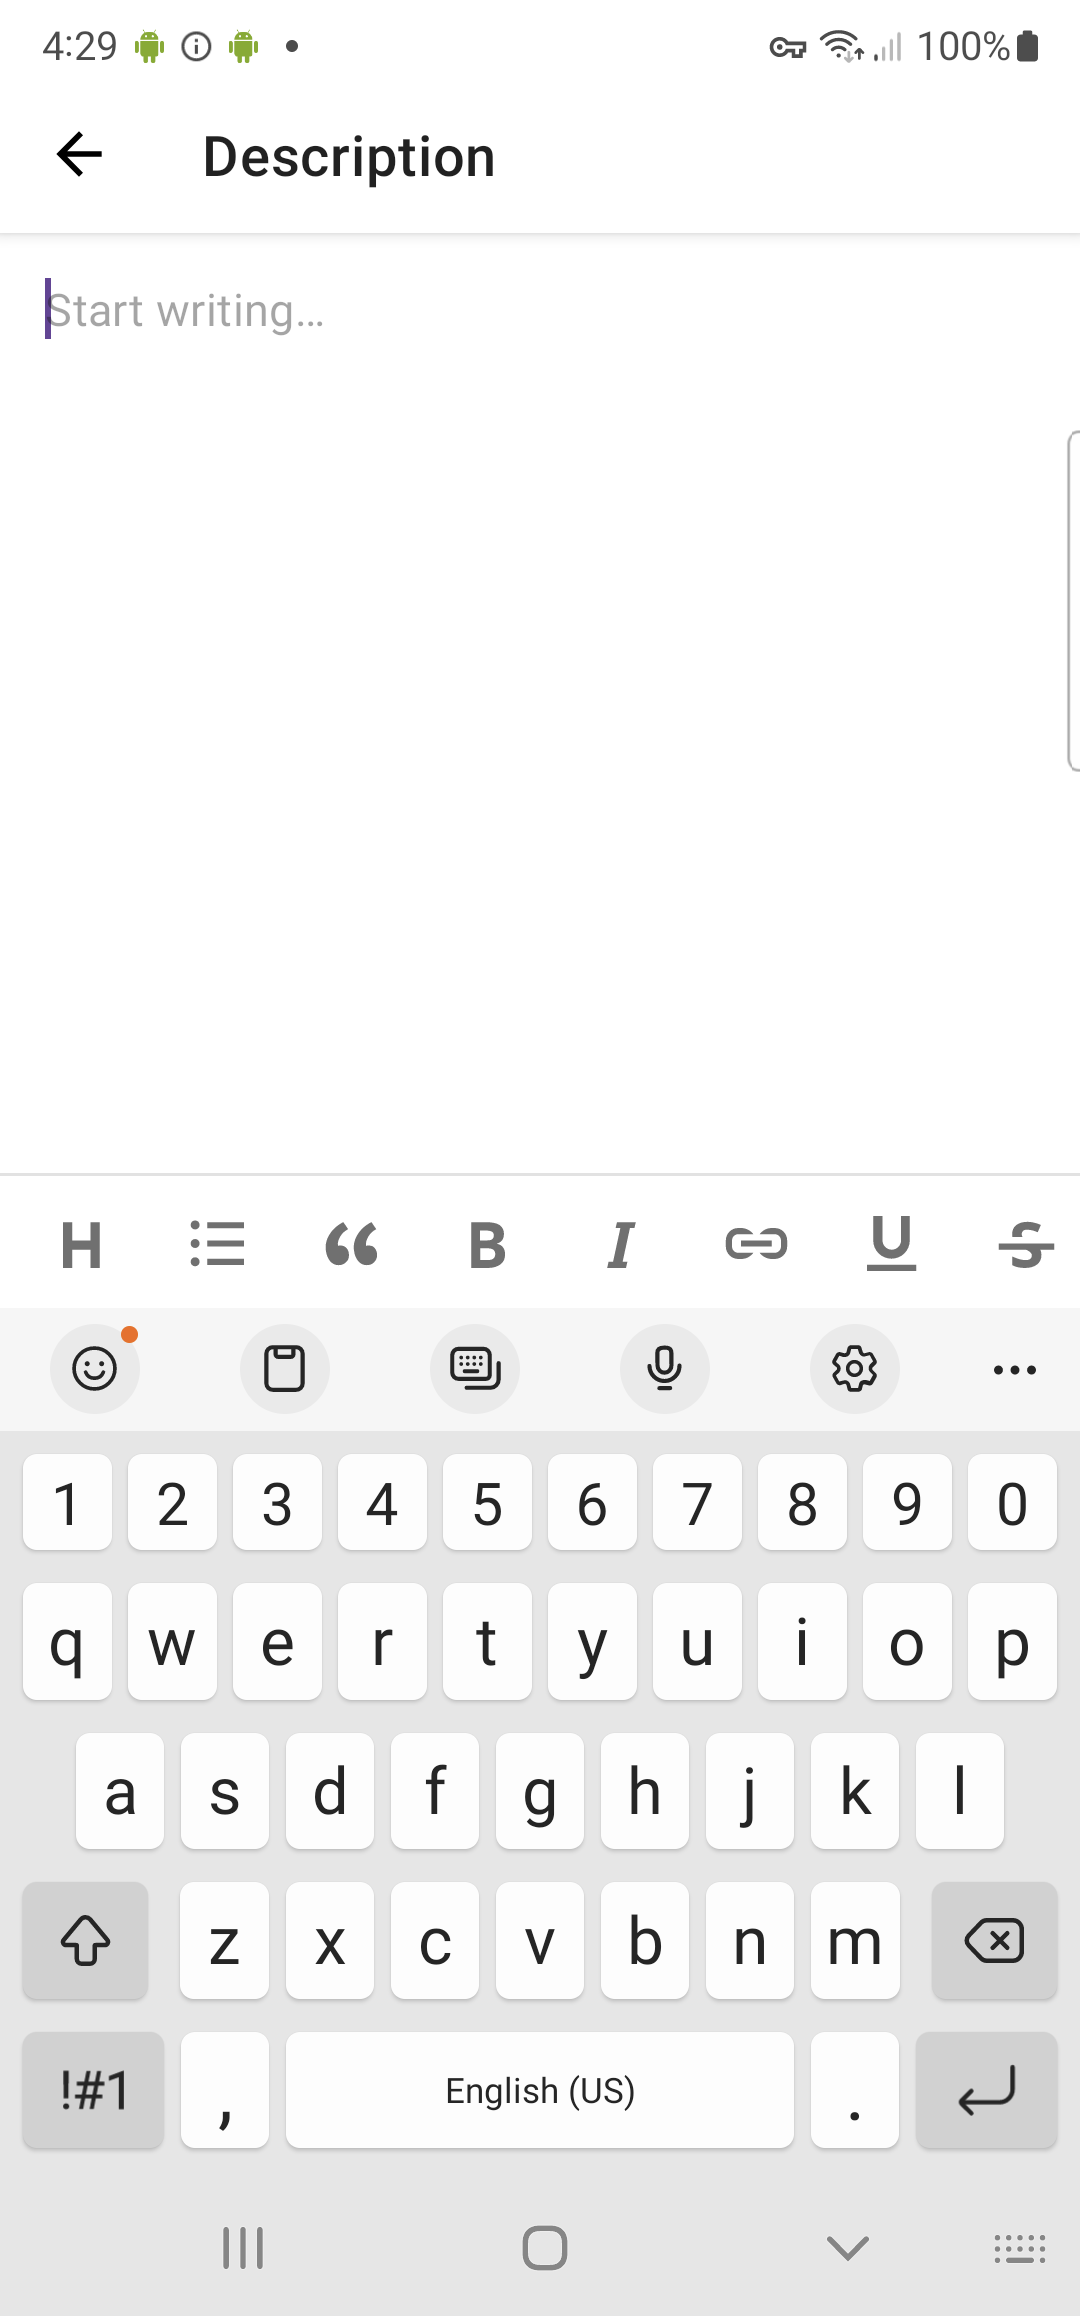 4:29 100%
Description
Start writing...
H B I U S
1 2 3 4 5 6 7 8 9 0
q w e r t y u i o p
a s d f g h j k l
z x c v b n m
!#1 , English (US) .